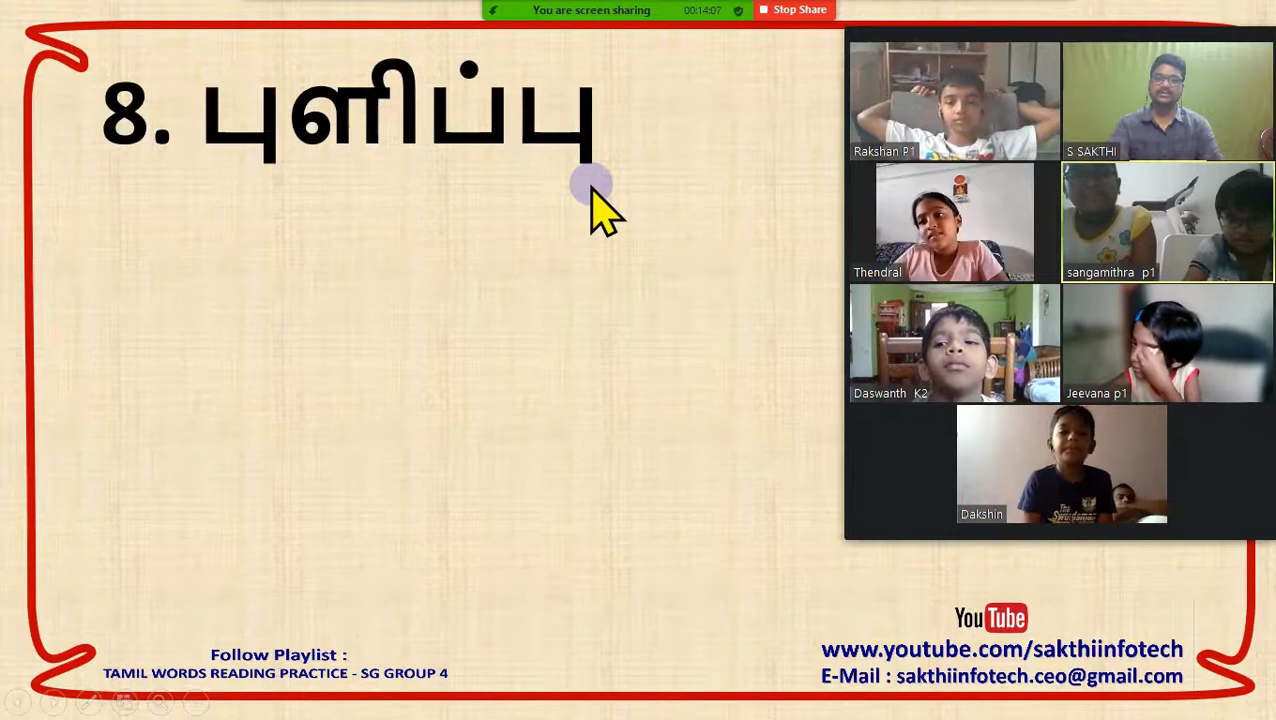 You are screen sharing 00:14:07 Stop Share
8. புளிப்பு
Rakshan P1
S SAKTHI
Thendral
sangamithra p1
Daswanth K2
Jeevana p1
Dakshin
YouTube
www.youtube.com/sakthiinfotech
E-Mail : sakthiinfotech.ceo@gmail.com
Follow Playlist :
TAMIL WORDS READING PRACTICE - SG GROUP 4